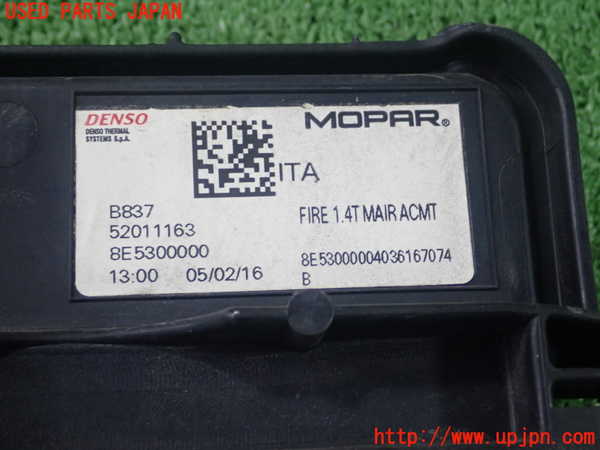 USED PARTS JAPAN
DENSO
DENSO THERMAL
SYSTEMS S.p.A.
MOPAR®
ITA
B837
52011163
8E5300000
13:00 05/02/16
FIRE 1.4T MAIR ACMT
8E53000004036167074
B
http://www.upjpn.com/